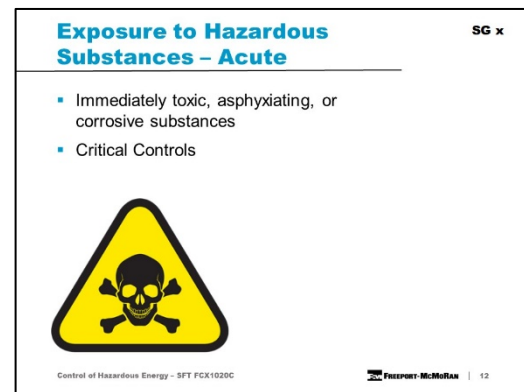 Exposure to Hazardous
Substances – Acute
SG x
▪ Immediately toxic, asphyxiating, or
corrosive substances
▪ Critical Controls
Control of Hazardous Energy – SFT FCX1020C
FREEPORT-MCMORAN | 12